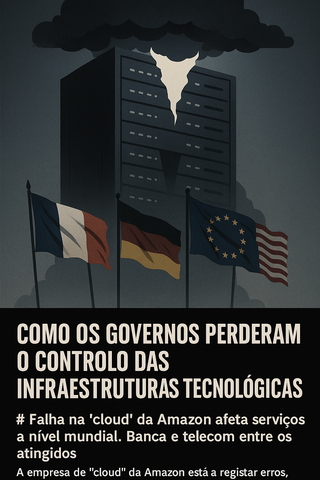 COMO OS GOVERNOS PERDERAM
O CONTROLO DAS
INFRAESTRUTURAS TECNOLÓGICAS
# Falha na 'cloud' da Amazon afeta serviços
a nível mundial. Banca e telecom entre os
atingidos
A empresa de "cloud" da Amazon está a registar erros,